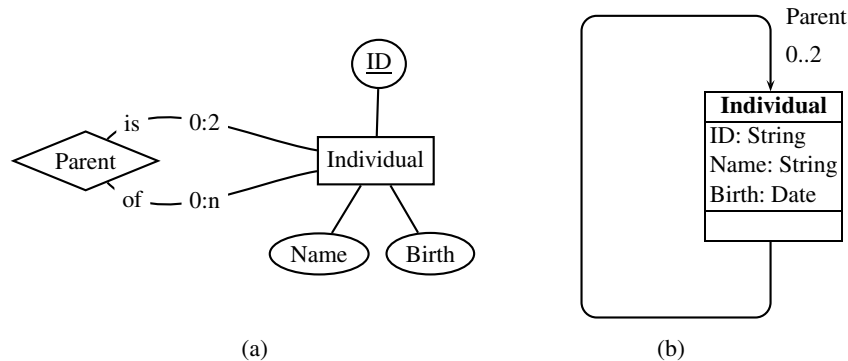 ID
is 0:2
Parent
Individual
of 0:n
Name
Birth
(a)
Parent
0..2
Individual
ID: String
Name: String
Birth: Date
(b)